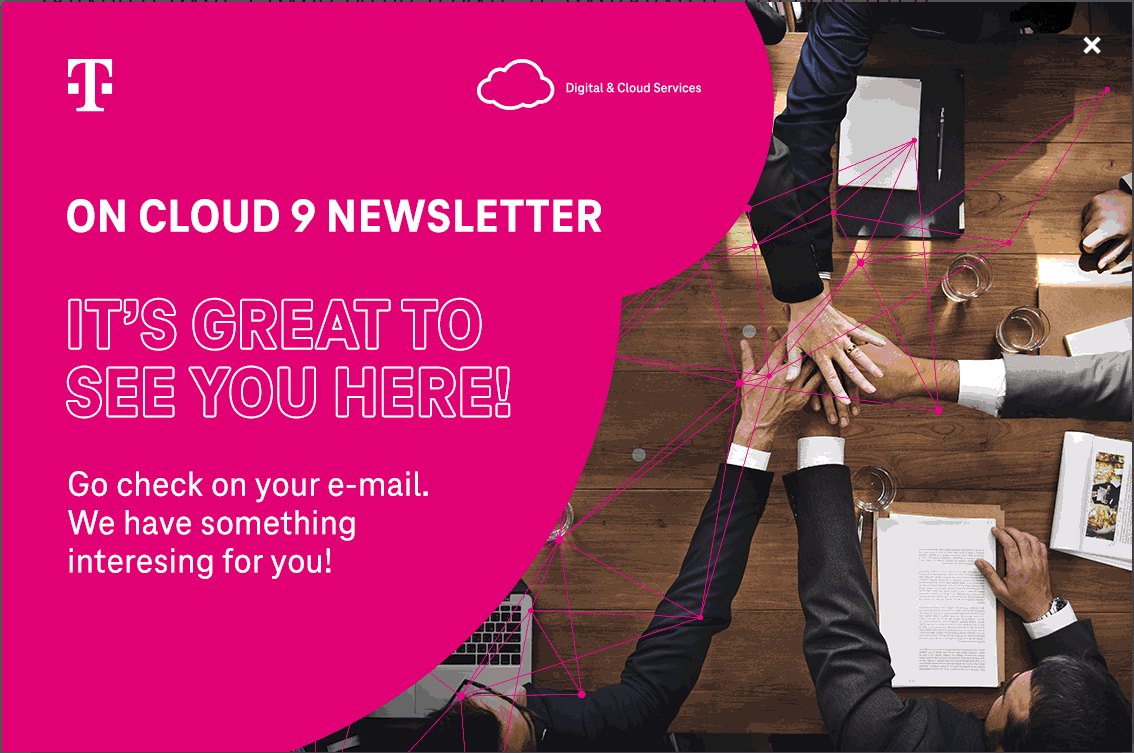 T
Digital & Cloud Services
ON CLOUD 9 NEWSLETTER
IT'S GREAT TO
SEE YOU HERE!
Go check on your e-mail.
We have something
interesing for you!